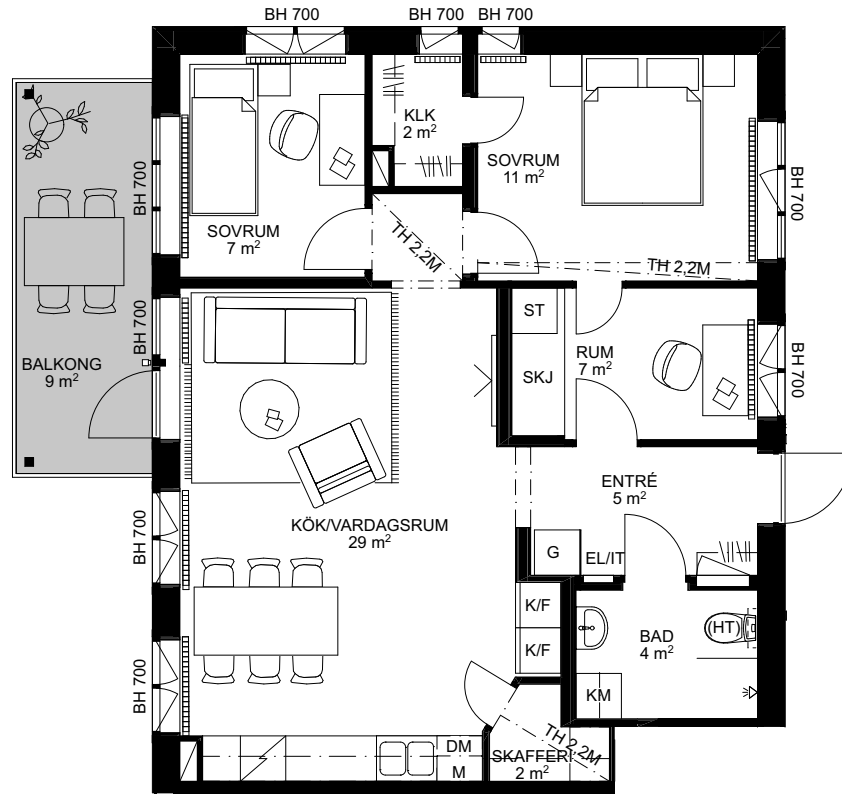 BH 700
BH 700
BH 700
KLK
2 m²
SOVRUM
11 m²
BH 700
BH 700
SOVRUM
7 m²
TH 2,2M
TH 2,2M
ST
SKJ
RUM
7 m²
BH 700
BH 700
BALKONG
9 m²
ENTRÉ
5 m²
KÖK/VARDAGSRUM
29 m²
BH 700
G
EL/IT
K/F
K/F
BAD
4 m²
(HT)
KM
BH 700
DM
M
TH 2,2M
SKAFFERI
2 m²